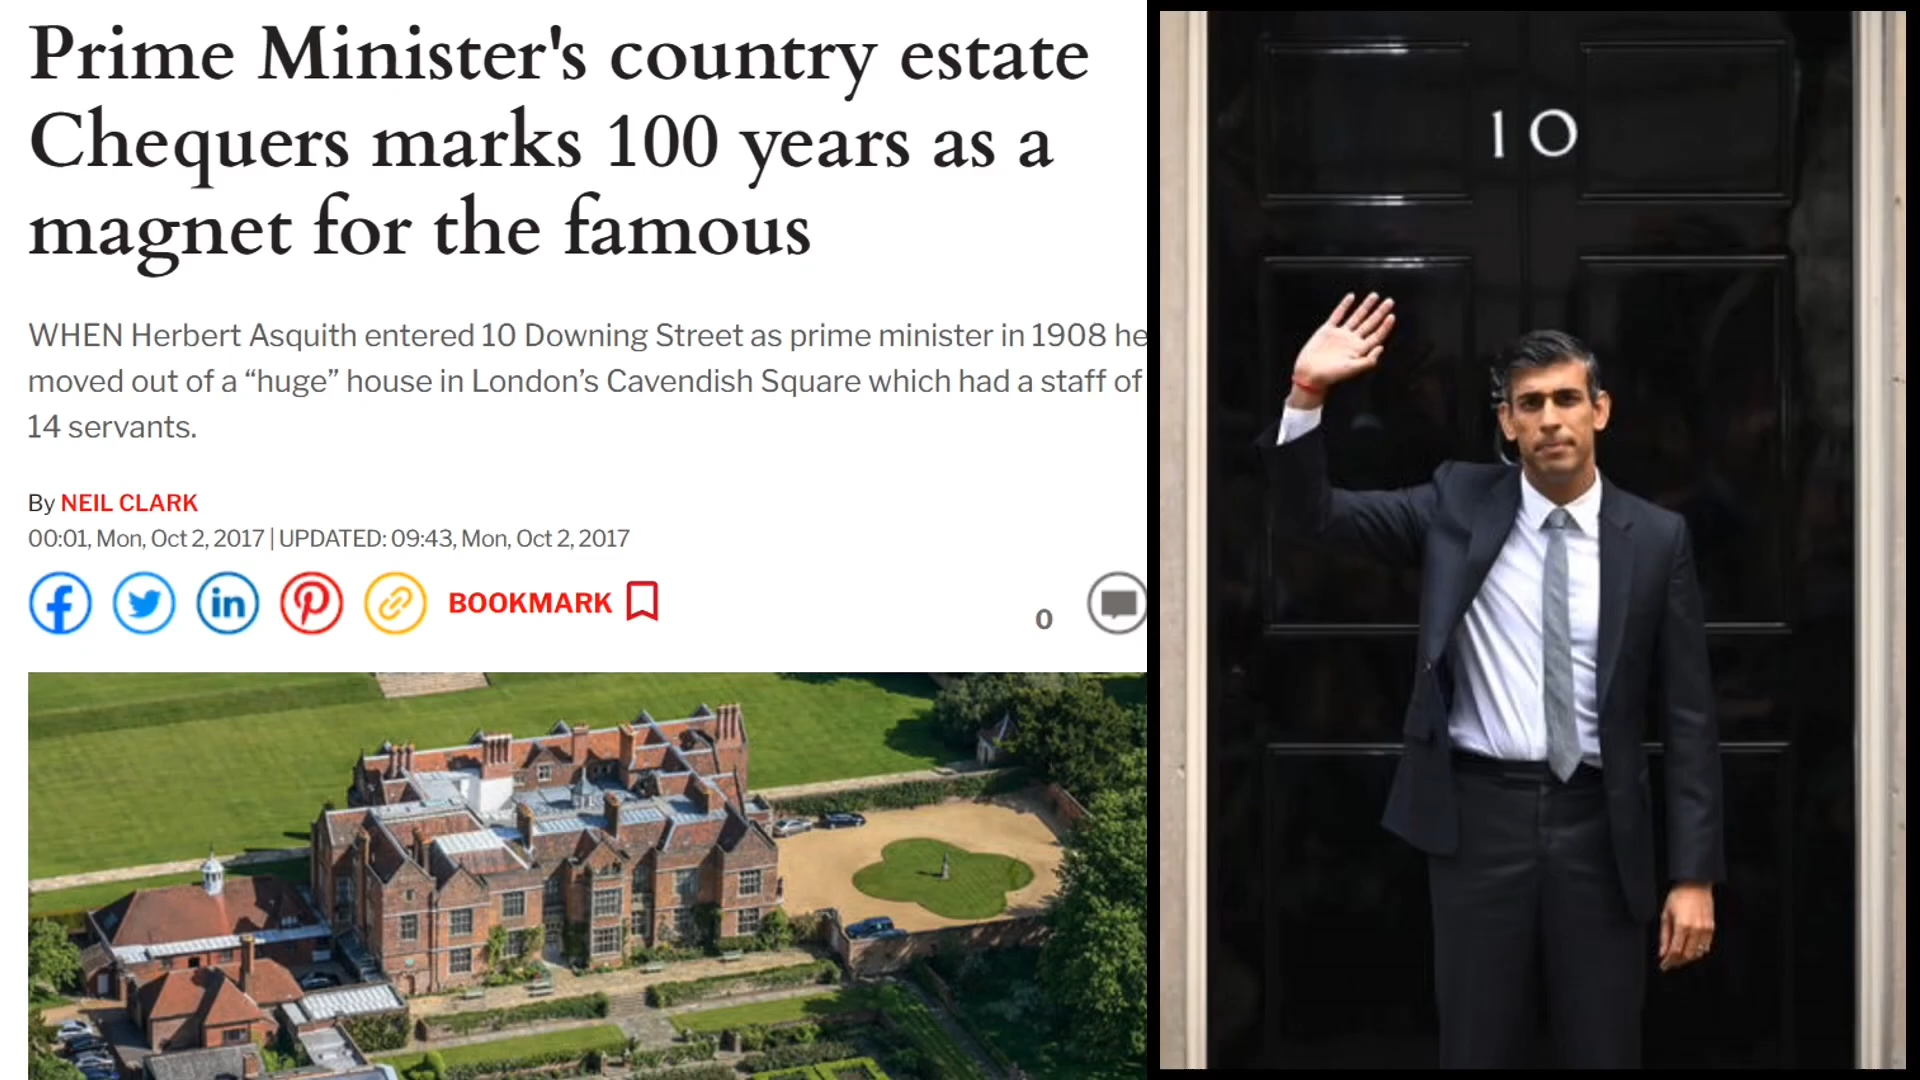 Prime Minister's country estate
Chequers marks 100 years as a
magnet for the famous
WHEN Herbert Asquith entered 10 Downing Street as prime minister in 1908 he
moved out of a “huge” house in London’s Cavendish Square which had a staff of
14 servants.
By NEIL CLARK
00:01, Mon, Oct 2, 2017 | UPDATED: 09:43, Mon, Oct 2, 2017
BOOKMARK
0
10